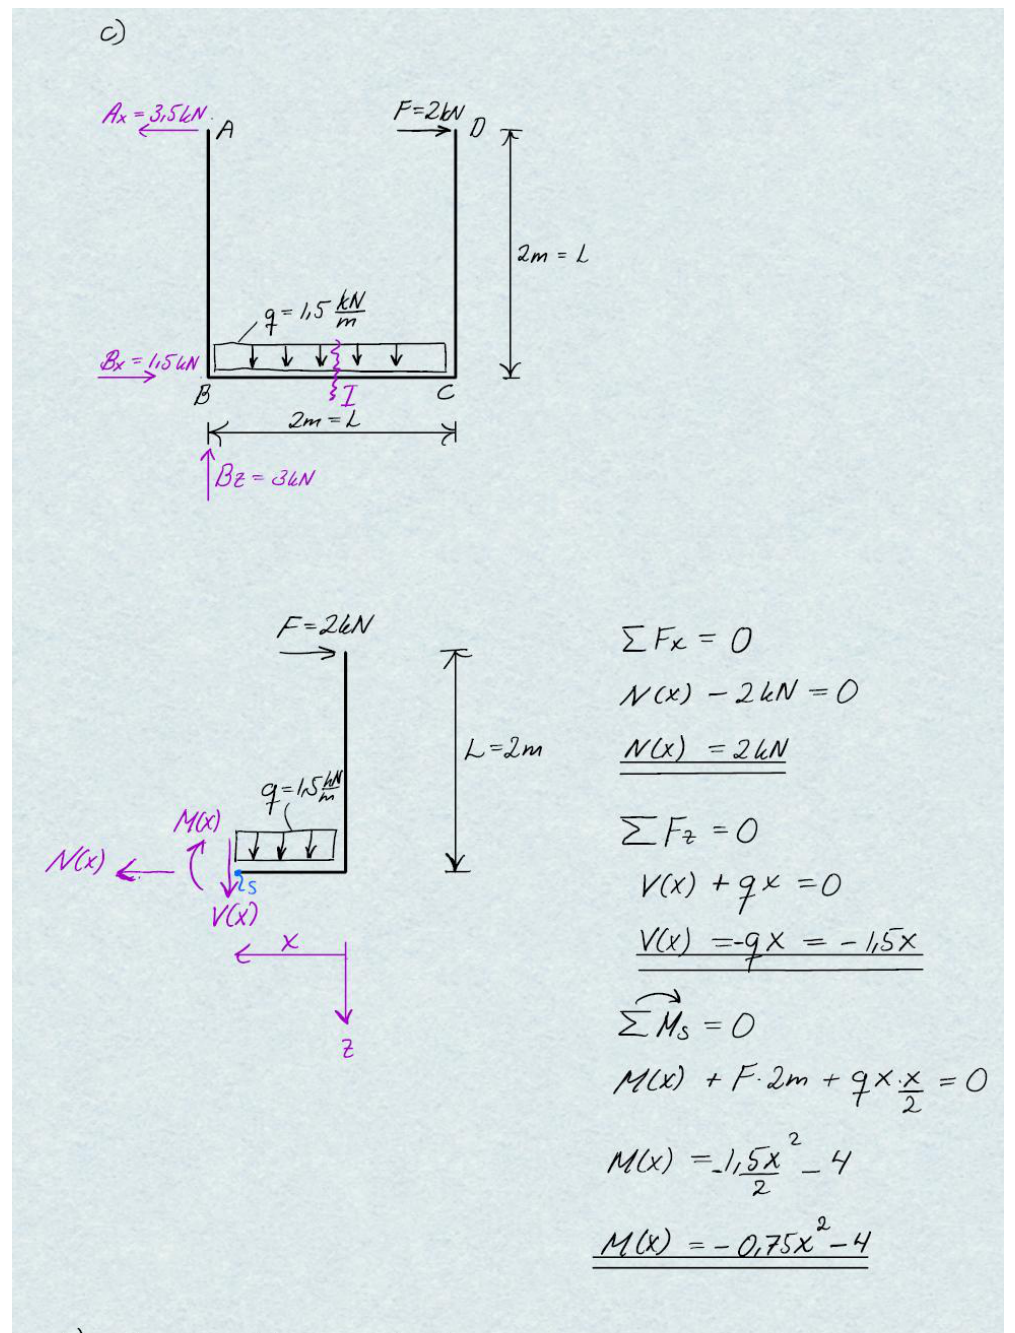 c)
Ax = 3,5kN
A
F=2kN
D
2m = L
q = 1,5 kN/m
Bx = 1,5kN
B
I
C
2m = L
Bz = 3kN
F=2kN
L=2m
q=1,5 kN/m
M(x)
N(x)
s
V(x)
x
z
ΣFx = 0
N(x) - 2kN = 0
N(x) = 2kN
ΣFz = 0
V(x) + qx = 0
V(x) = -qx = -1,5x
ΣMs = 0
M(x) + F·2m + qx·x/2 = 0
M(x) = -1,5x²/2 - 4
M(x) = -0,75x² - 4